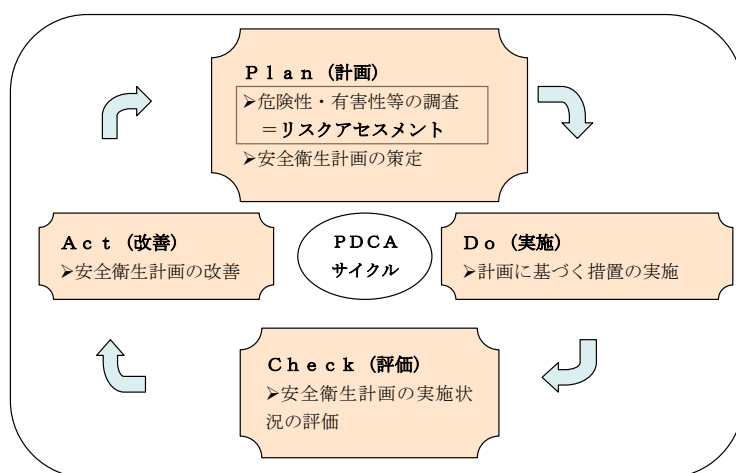 Ｐｌａｎ（計画）
➢危険性・有害性等の調査
＝リスクアセスメント
➢安全衛生計画の策定
Ａｃｔ（改善）
➢安全衛生計画の改善
ＰＤＣＡ
サイクル
Ｄｏ（実施）
➢計画に基づく措置の実施
Ｃｈｅｃｋ（評価）
➢安全衛生計画の実施状
況の評価